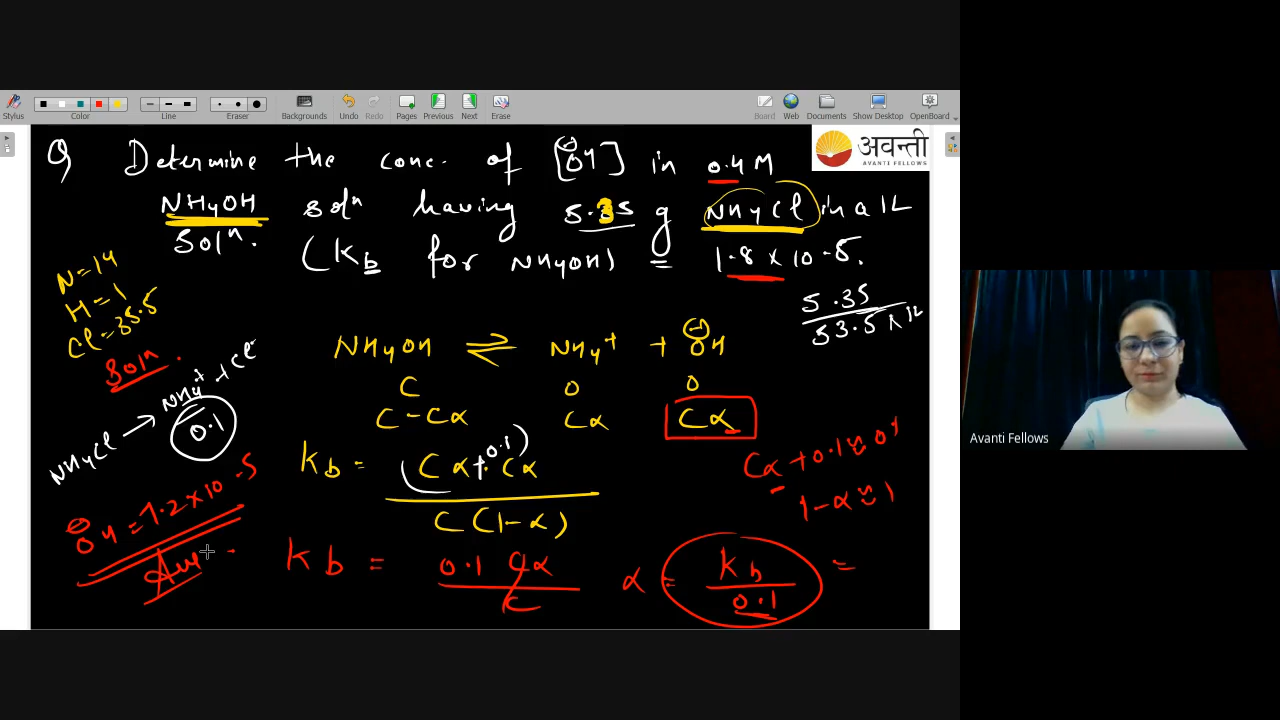 Stylus
Color
Line
Eraser
Backgrounds
Undo
Redo
Pages
Previous
Next
Erase
Board
Web
Documents
Show Desktop
OpenBoard
अवन्ती
AVANTI FELLOWS
Q Determine the conc. of [OH] in 0.4 M
NH4OH soln having 5.35 g NH4Cl in a 1L
Soln. (Kb for NH4OH) = 1.8 × 10-5.
N = 14
H = 1
Cl = 35.5
5.35
53.5 × 1L
Soln.
NH4OH ⇌ NH4+ + OH
C 0 0
C-Cα Cα Cα
NH4Cl → NH4+ + Cl-
0.1
Kb = (Cα+0.1) . Cα
C (1-α)
Cα + 0.1 ≈ 0.1
1-α ≈ 1
OH = 7.2 × 10-5
Ans.
Kb = 0.1 Cα
C
α = Kb =
0.1
Avanti Fellows